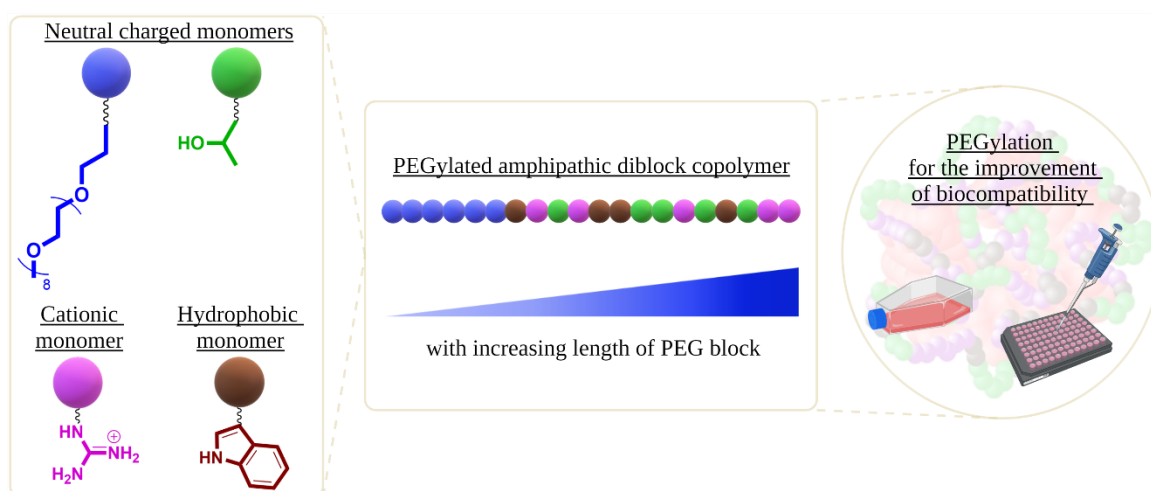 Neutral charged monomers
HO
O
O
8
Cationic
monomer
Hydrophobic
monomer
HN
⊕
NH₂
H₂N
HN
PEGylated amphipathic diblock copolymer
with increasing length of PEG block
PEGylation
for the improvement
of biocompatibility